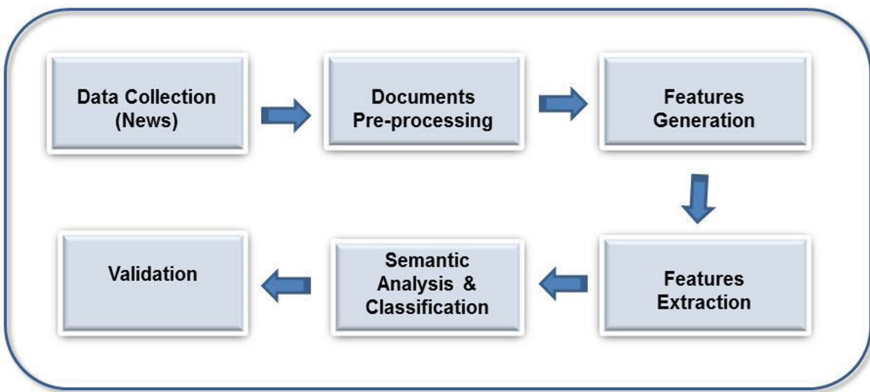 Data Collection
(News)
Documents
Pre-processing
Features
Generation
Features
Extraction
Semantic
Analysis &
Classification
Validation